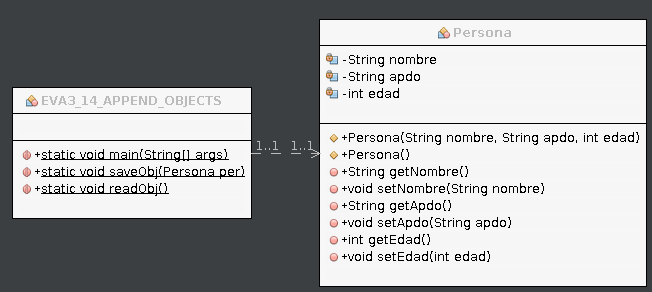 EVA3_14_APPEND_OBJECTS
+static void main(String[] args)
+static void saveObj(Persona per)
+static void readObj()
1..1 1..1
Persona
-String nombre
-String apdo
-int edad
+Persona(String nombre, String apdo, int edad)
+Persona()
+String getNombre()
+void setNombre(String nombre)
+String getApdo()
+void setApdo(String apdo)
+int getEdad()
+void setEdad(int edad)